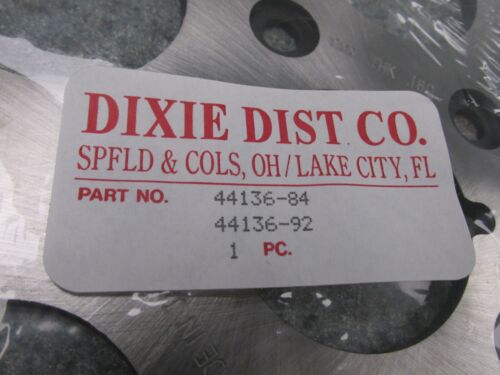 DIXIE DIST CO.
SPFLD & COLS, OH/LAKE CITY, FL
PART NO. 44136-84
44136-92
1 PC.